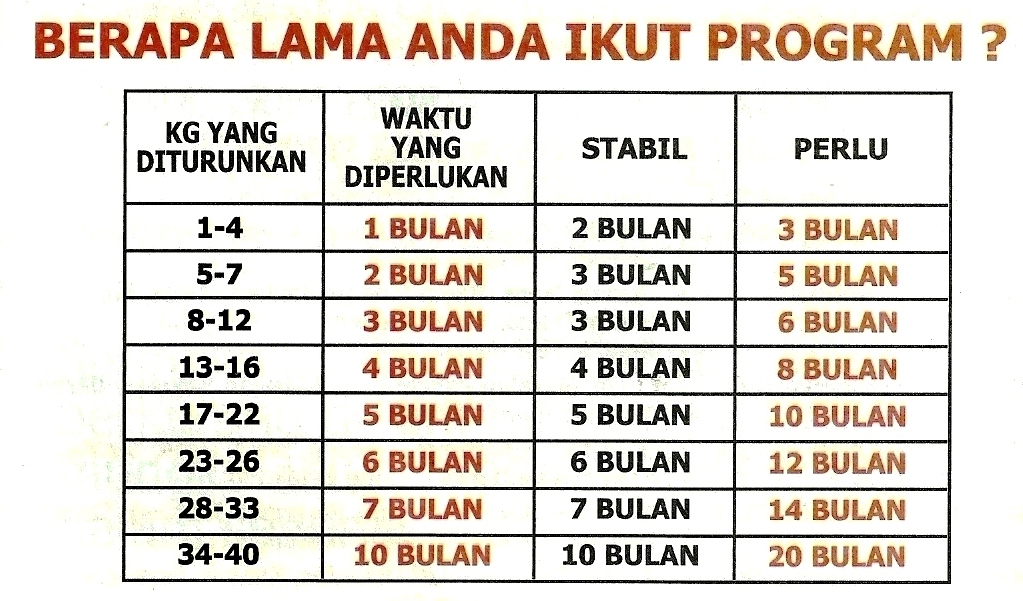 BERAPA LAMA ANDA IKUT PROGRAM ?
KG YANG DITURUNKAN WAKTU YANG DIPERLUKAN STABIL PERLU
1-4 1 BULAN 2 BULAN 3 BULAN
5-7 2 BULAN 3 BULAN 5 BULAN
8-12 3 BULAN 3 BULAN 6 BULAN
13-16 4 BULAN 4 BULAN 8 BULAN
17-22 5 BULAN 5 BULAN 10 BULAN
23-26 6 BULAN 6 BULAN 12 BULAN
28-33 7 BULAN 7 BULAN 14 BULAN
34-40 10 BULAN 10 BULAN 20 BULAN